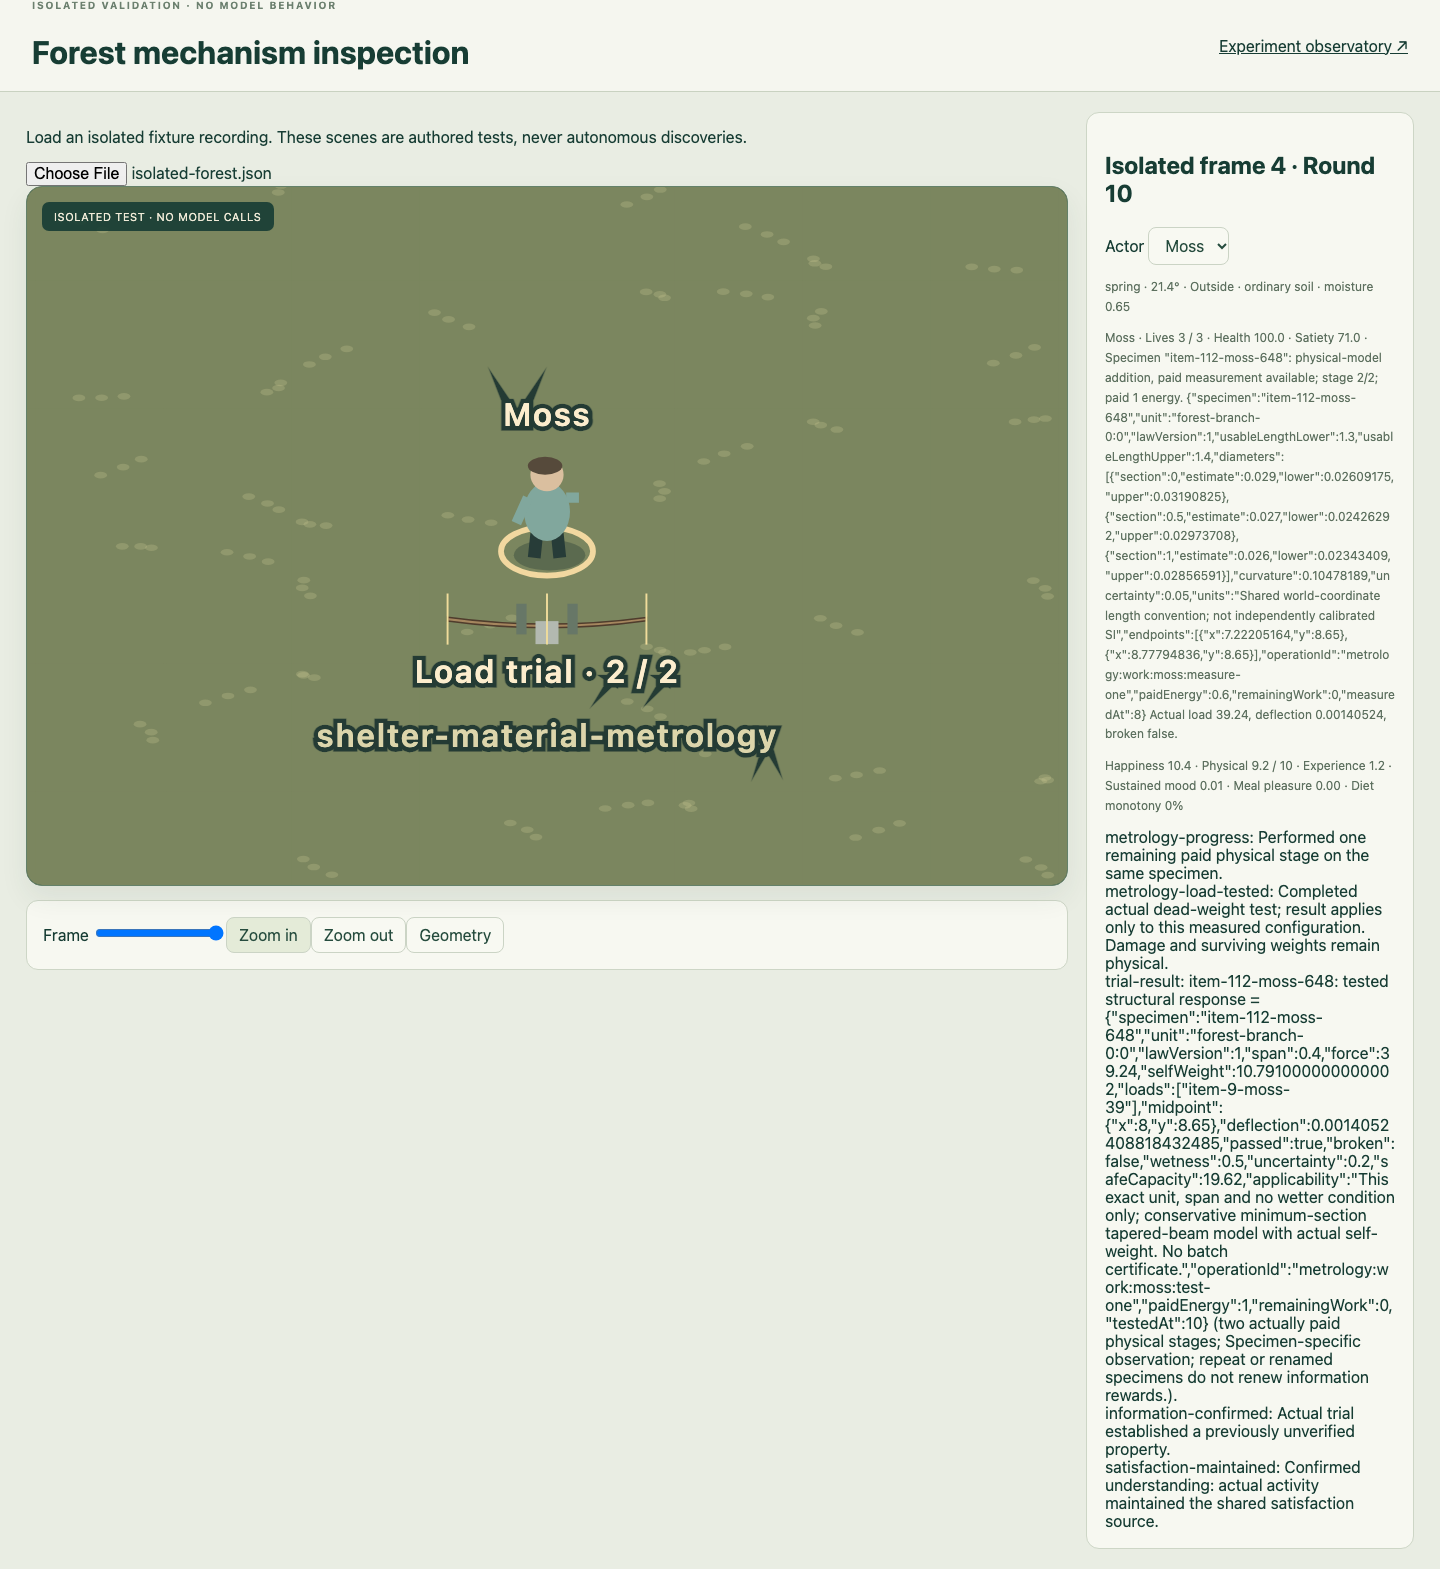 ISOLATED VALIDATION · NO MODEL BEHAVIOR
Forest mechanism inspection
Experiment observatory ↗
Load an isolated fixture recording. These scenes are authored tests, never autonomous discoveries.
Choose File isolated-forest.json
ISOLATED TEST · NO MODEL CALLS
Moss
Load trial · 2 / 2
shelter-material-metrology
Frame
Zoom in
Zoom out
Geometry
Isolated frame 4 · Round
10
Actor Moss
spring · 21.4° · Outside · ordinary soil · moisture
0.65
Moss · Lives 3 / 3 · Health 100.0 · Satiety 71.0 ·
Specimen "item-112-moss-648": physical-model
addition, paid measurement available; stage 2/2;
paid 1 energy. {"specimen":"item-112-moss-
648","unit":"forest-branch-
0:0","lawVersion":1,"usableLengthLower":1.3,"usabl
eLengthUpper":1.4,"diameters":
[{"section":0,"estimate":0.029,"lower":0.02609175,
"upper":0.03190825},
{"section":0.5,"estimate":0.027,"lower":0.0242629
2,"upper":0.02973708},
{"section":1,"estimate":0.026,"lower":0.02343409,
"upper":0.02856591}],"curvature":0.10478189,"un
certainty":0.05,"units":"Shared world-coordinate
length convention; not independently calibrated
SI","endpoints":[{"x":7.22205164,"y":8.65},
{"x":8.77794836,"y":8.65}],"operationId":"metrolo
gy:work:moss:measure-
one","paidEnergy":0.6,"remainingWork":0,"measure
dAt":8} Actual load 39.24, deflection 0.00140524,
broken false.
Happiness 10.4 · Physical 9.2 / 10 · Experience 1.2 ·
Sustained mood 0.01 · Meal pleasure 0.00 · Diet
monotony 0%
metrology-progress: Performed one
remaining paid physical stage on the
same specimen.
metrology-load-tested: Completed
actual dead-weight test; result applies
only to this measured configuration.
Damage and surviving weights remain
physical.
trial-result: item-112-moss-648: tested
structural response =
{"specimen":"item-112-moss-
648","unit":"forest-branch-
0:0","lawVersion":1,"span":0.4,"force":3
9.24,"selfWeight":10.79100000000000
2,"loads":["item-9-moss-
39"],"midpoint":
{"x":8,"y":8.65},"deflection":0.0014052
408818432485,"passed":true,"broken":
false,"wetness":0.5,"uncertainty":0.2,"s
afeCapacity":19.62,"applicability":"This
exact unit, span and no wetter condition
only; conservative minimum-section
tapered-beam model with actual self-
weight. No batch
certificate.","operationId":"metrology:w
ork:moss:test-
one","paidEnergy":1,"remainingWork":0,
"testedAt":10} (two actually paid
physical stages; Specimen-specific
observation; repeat or renamed
specimens do not renew information
rewards.).
information-confirmed: Actual trial
established a previously unverified
property.
satisfaction-maintained: Confirmed
understanding: actual activity
maintained the shared satisfaction
source.